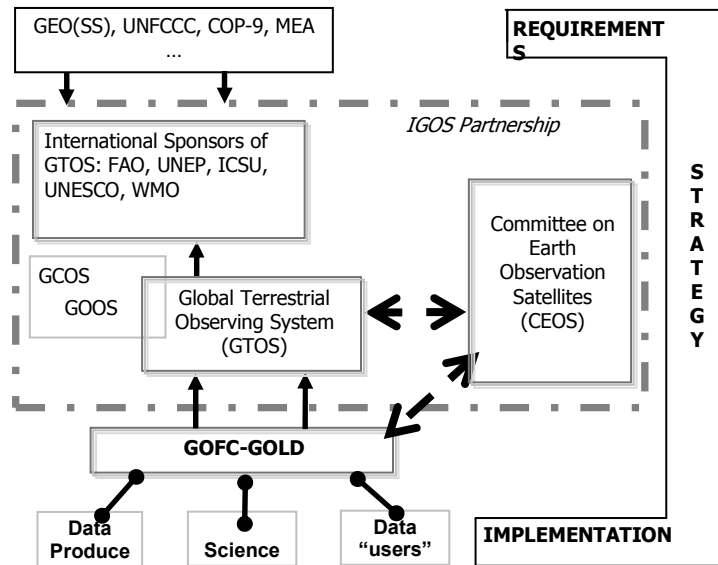 GEO(SS), UNFCCC, COP-9, MEA
…
REQUIREMENT
S
IGOS Partnership
International Sponsors of
GTOS: FAO, UNEP, ICSU,
UNESCO, WMO
S
T
R
A
T
E
G
Y
Committee on
Earth
Observation
Satellites
(CEOS)
GCOS
GOOS
Global Terrestrial
Observing System
(GTOS)
GOFC-GOLD
Data
Produce
Science
Data
“users”
IMPLEMENTATION